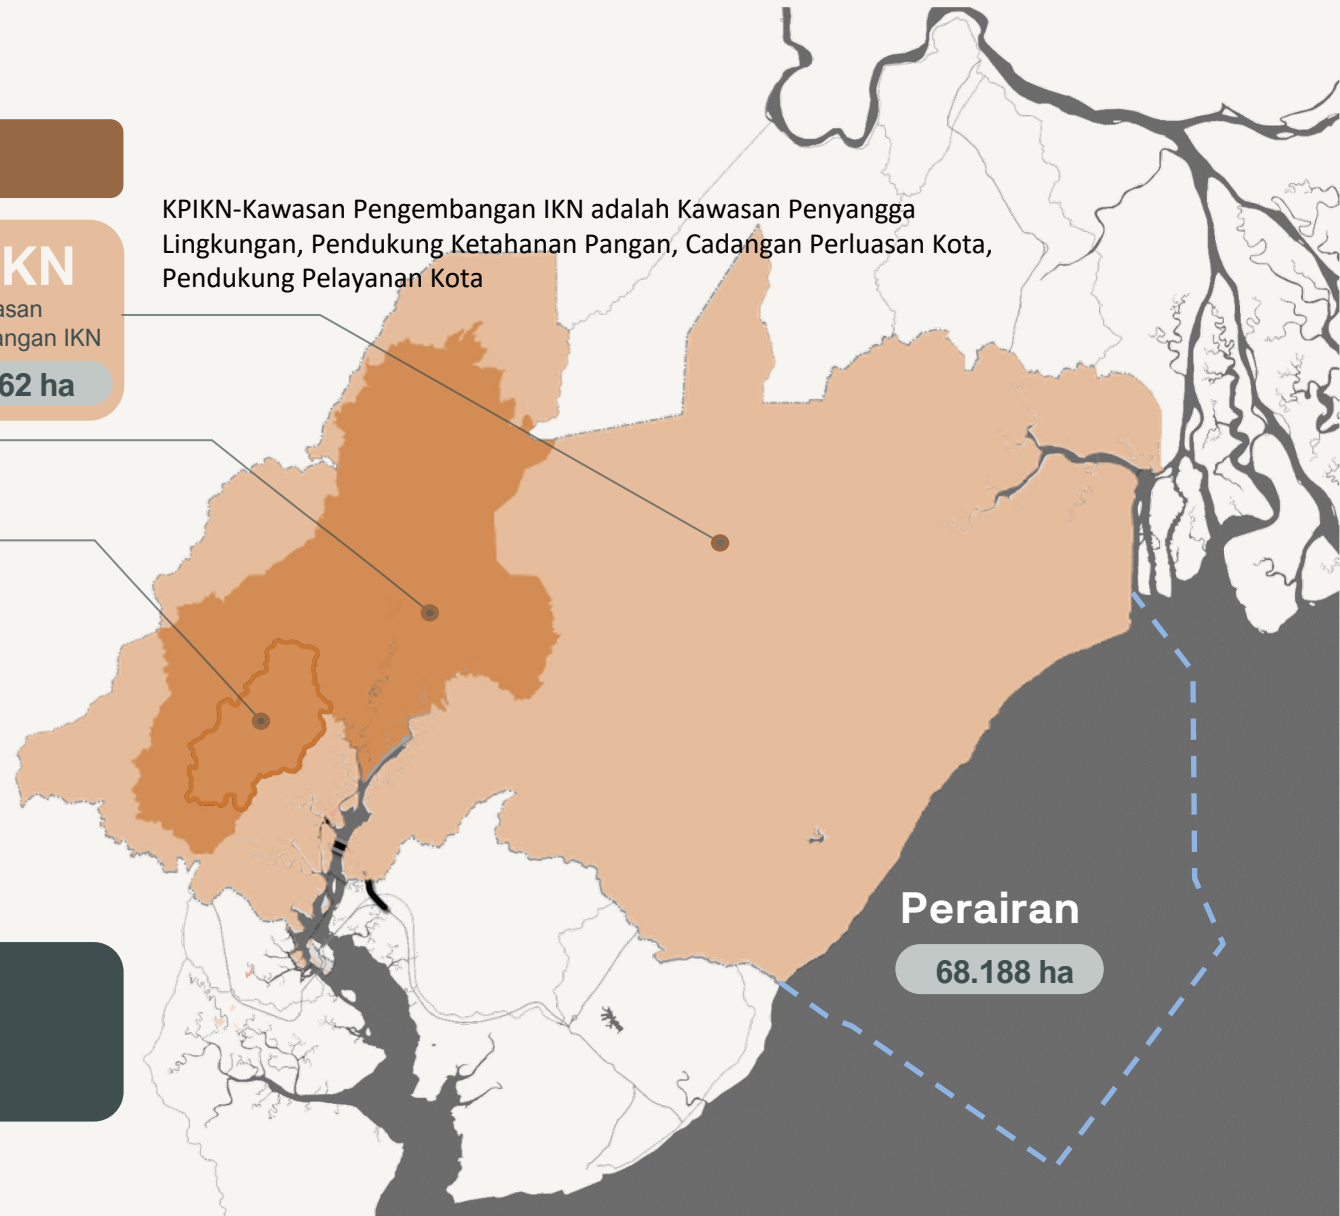 KPIKN-Kawasan Pengembangan IKN adalah Kawasan Penyangga
Lingkungan, Pendukung Ketahanan Pangan, Cadangan Perluasan Kota,
Pendukung Pelayanan Kota
KN
asan
angan IKN
62 ha
Perairan
68.188 ha